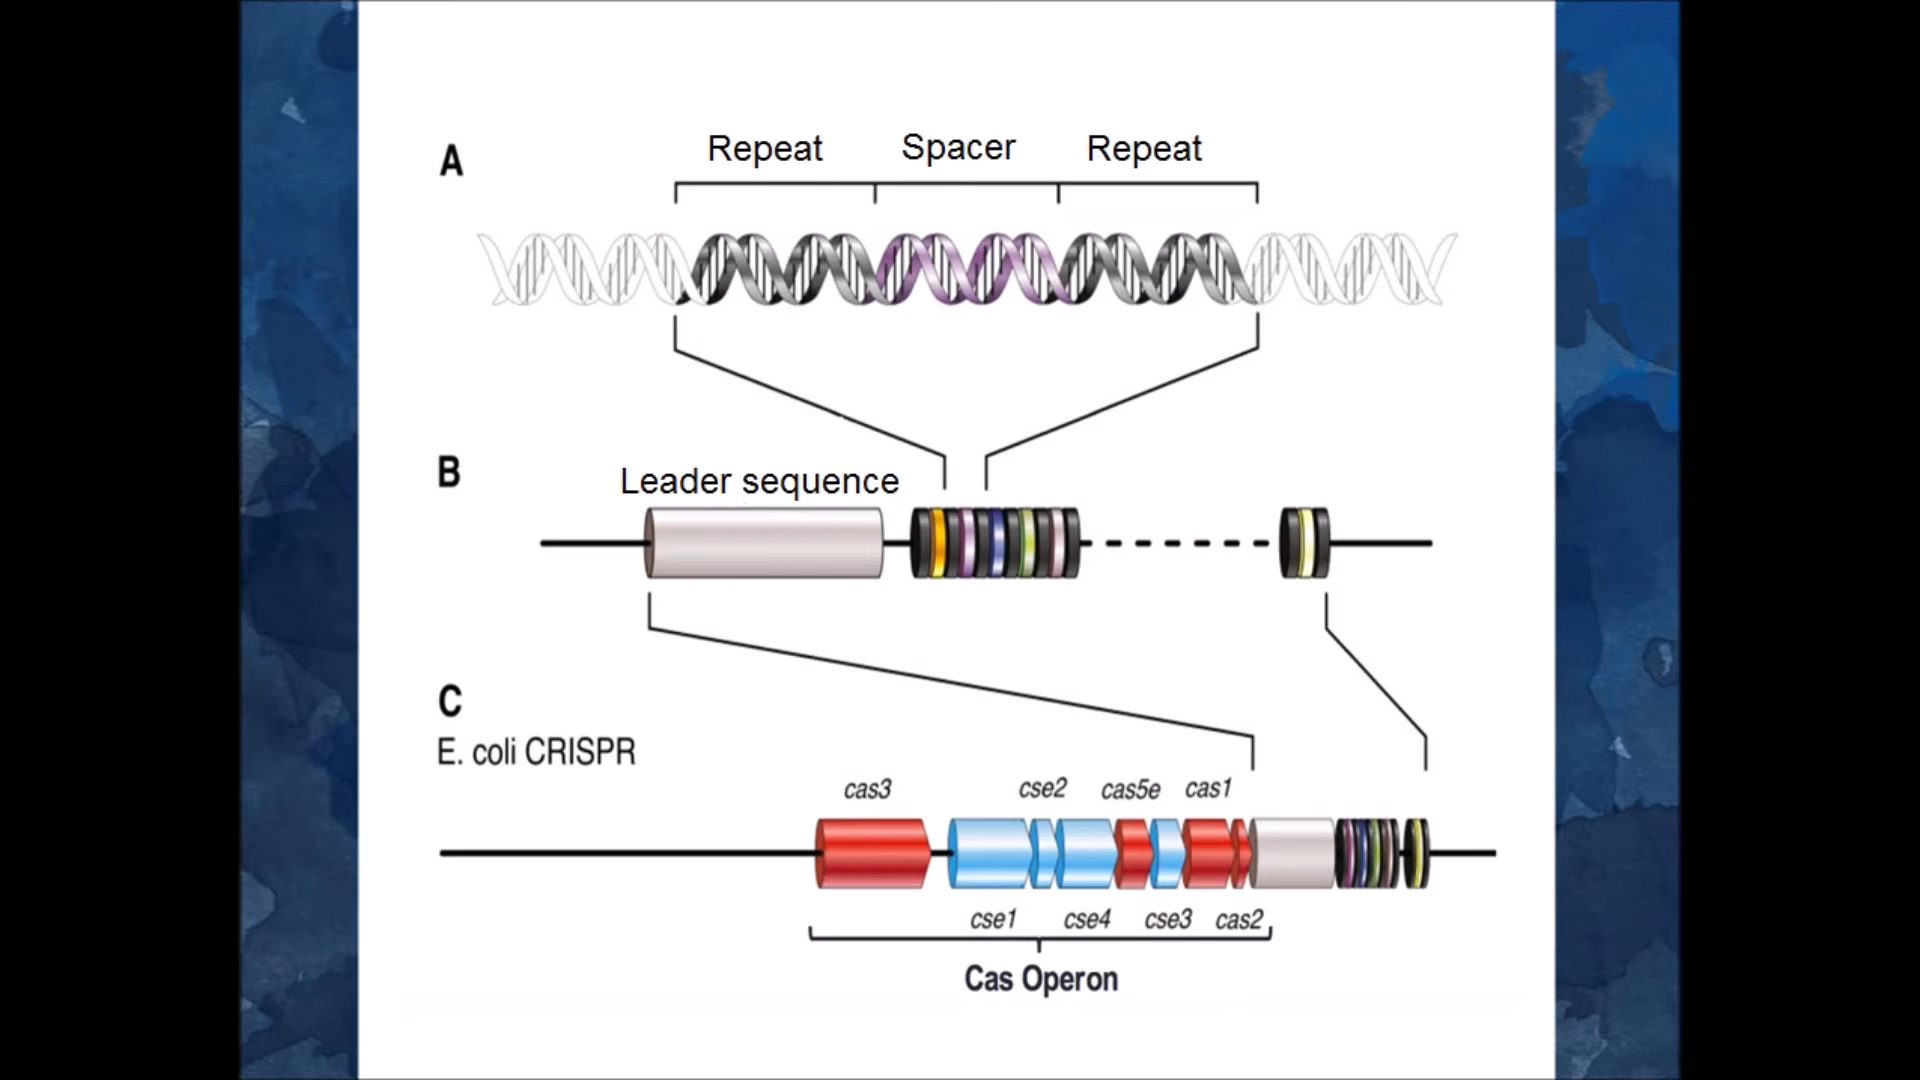 A
Repeat Spacer Repeat
B
Leader sequence
C
E. coli CRISPR
cas3 cse2 cas5e cas1
cse1 cse4 cse3 cas2
Cas Operon